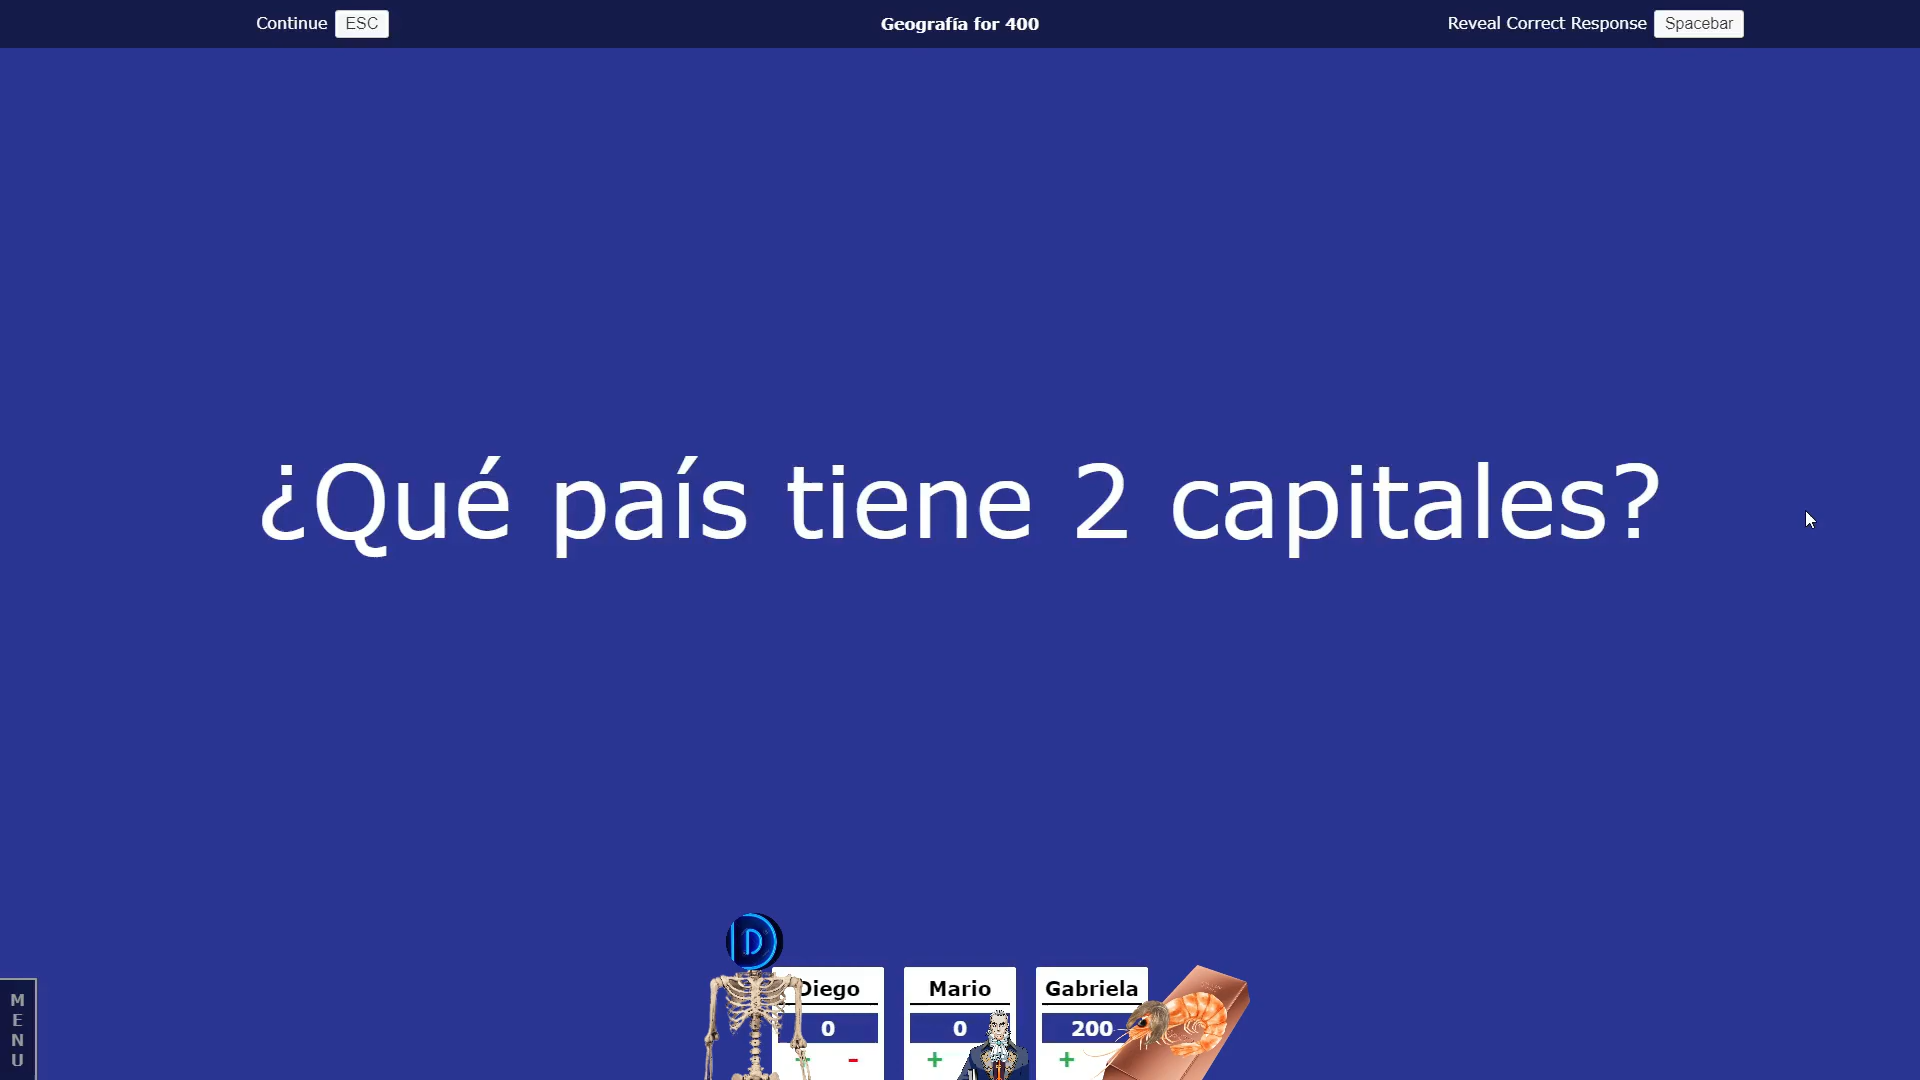 Continue ESC
Geografía for 400
Reveal Correct Response Spacebar
¿Qué país tiene 2 capitales?
MENU
D
Diego
0
+ -
Mario
0
+
Gabriela
200
+